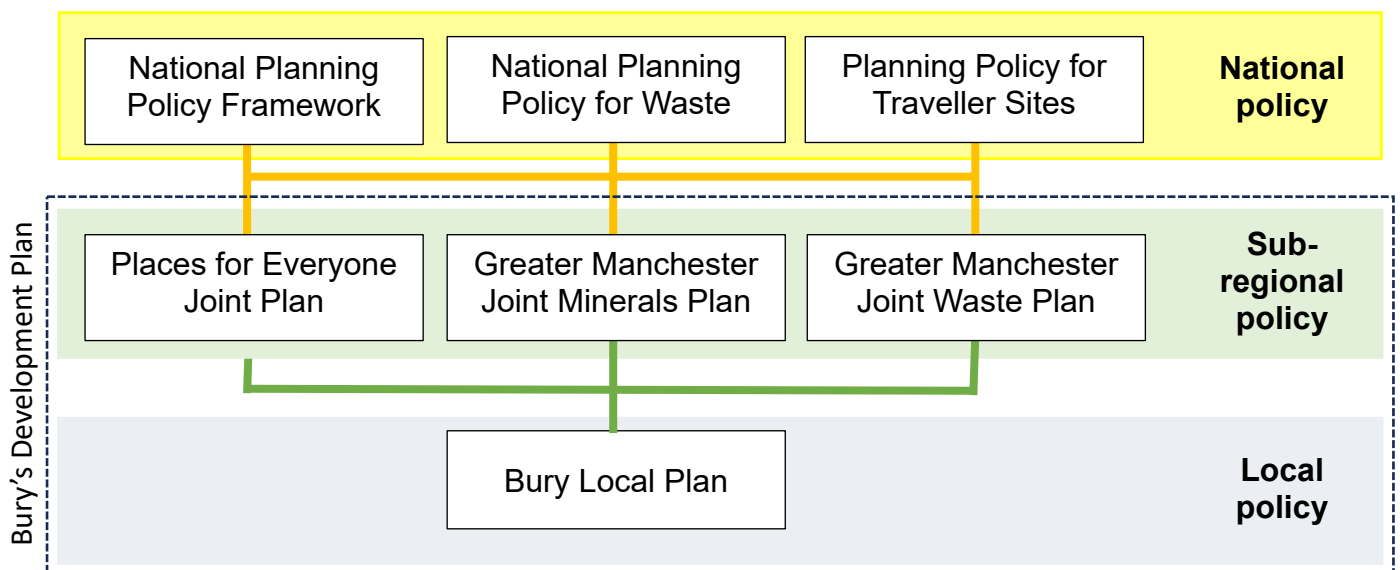 National Planning
Policy Framework
National Planning
Policy for Waste
Planning Policy for
Traveller Sites
National
policy
Bury's Development Plan
Places for Everyone
Joint Plan
Greater Manchester
Joint Minerals Plan
Greater Manchester
Joint Waste Plan
Sub-
regional
policy
Bury Local Plan
Local
policy